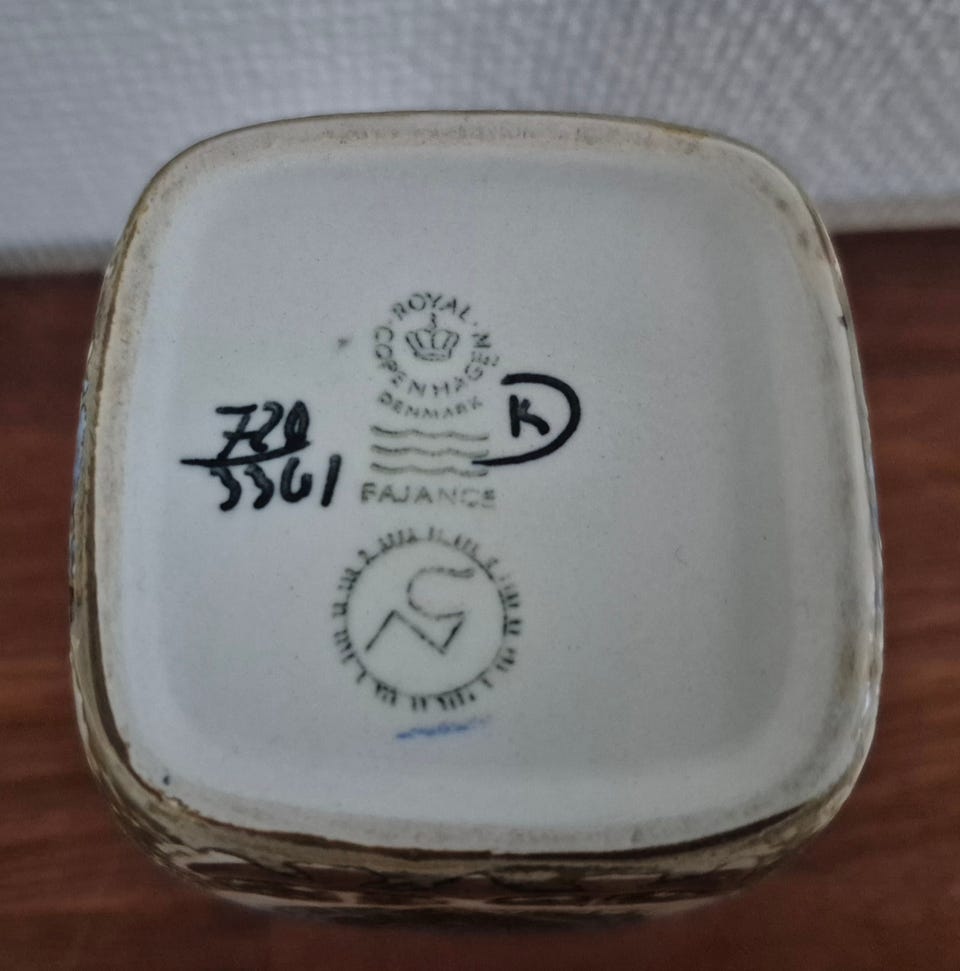 ROYAL
COPENHAGEN
DENMARK
FAJANCE
720
3361
K